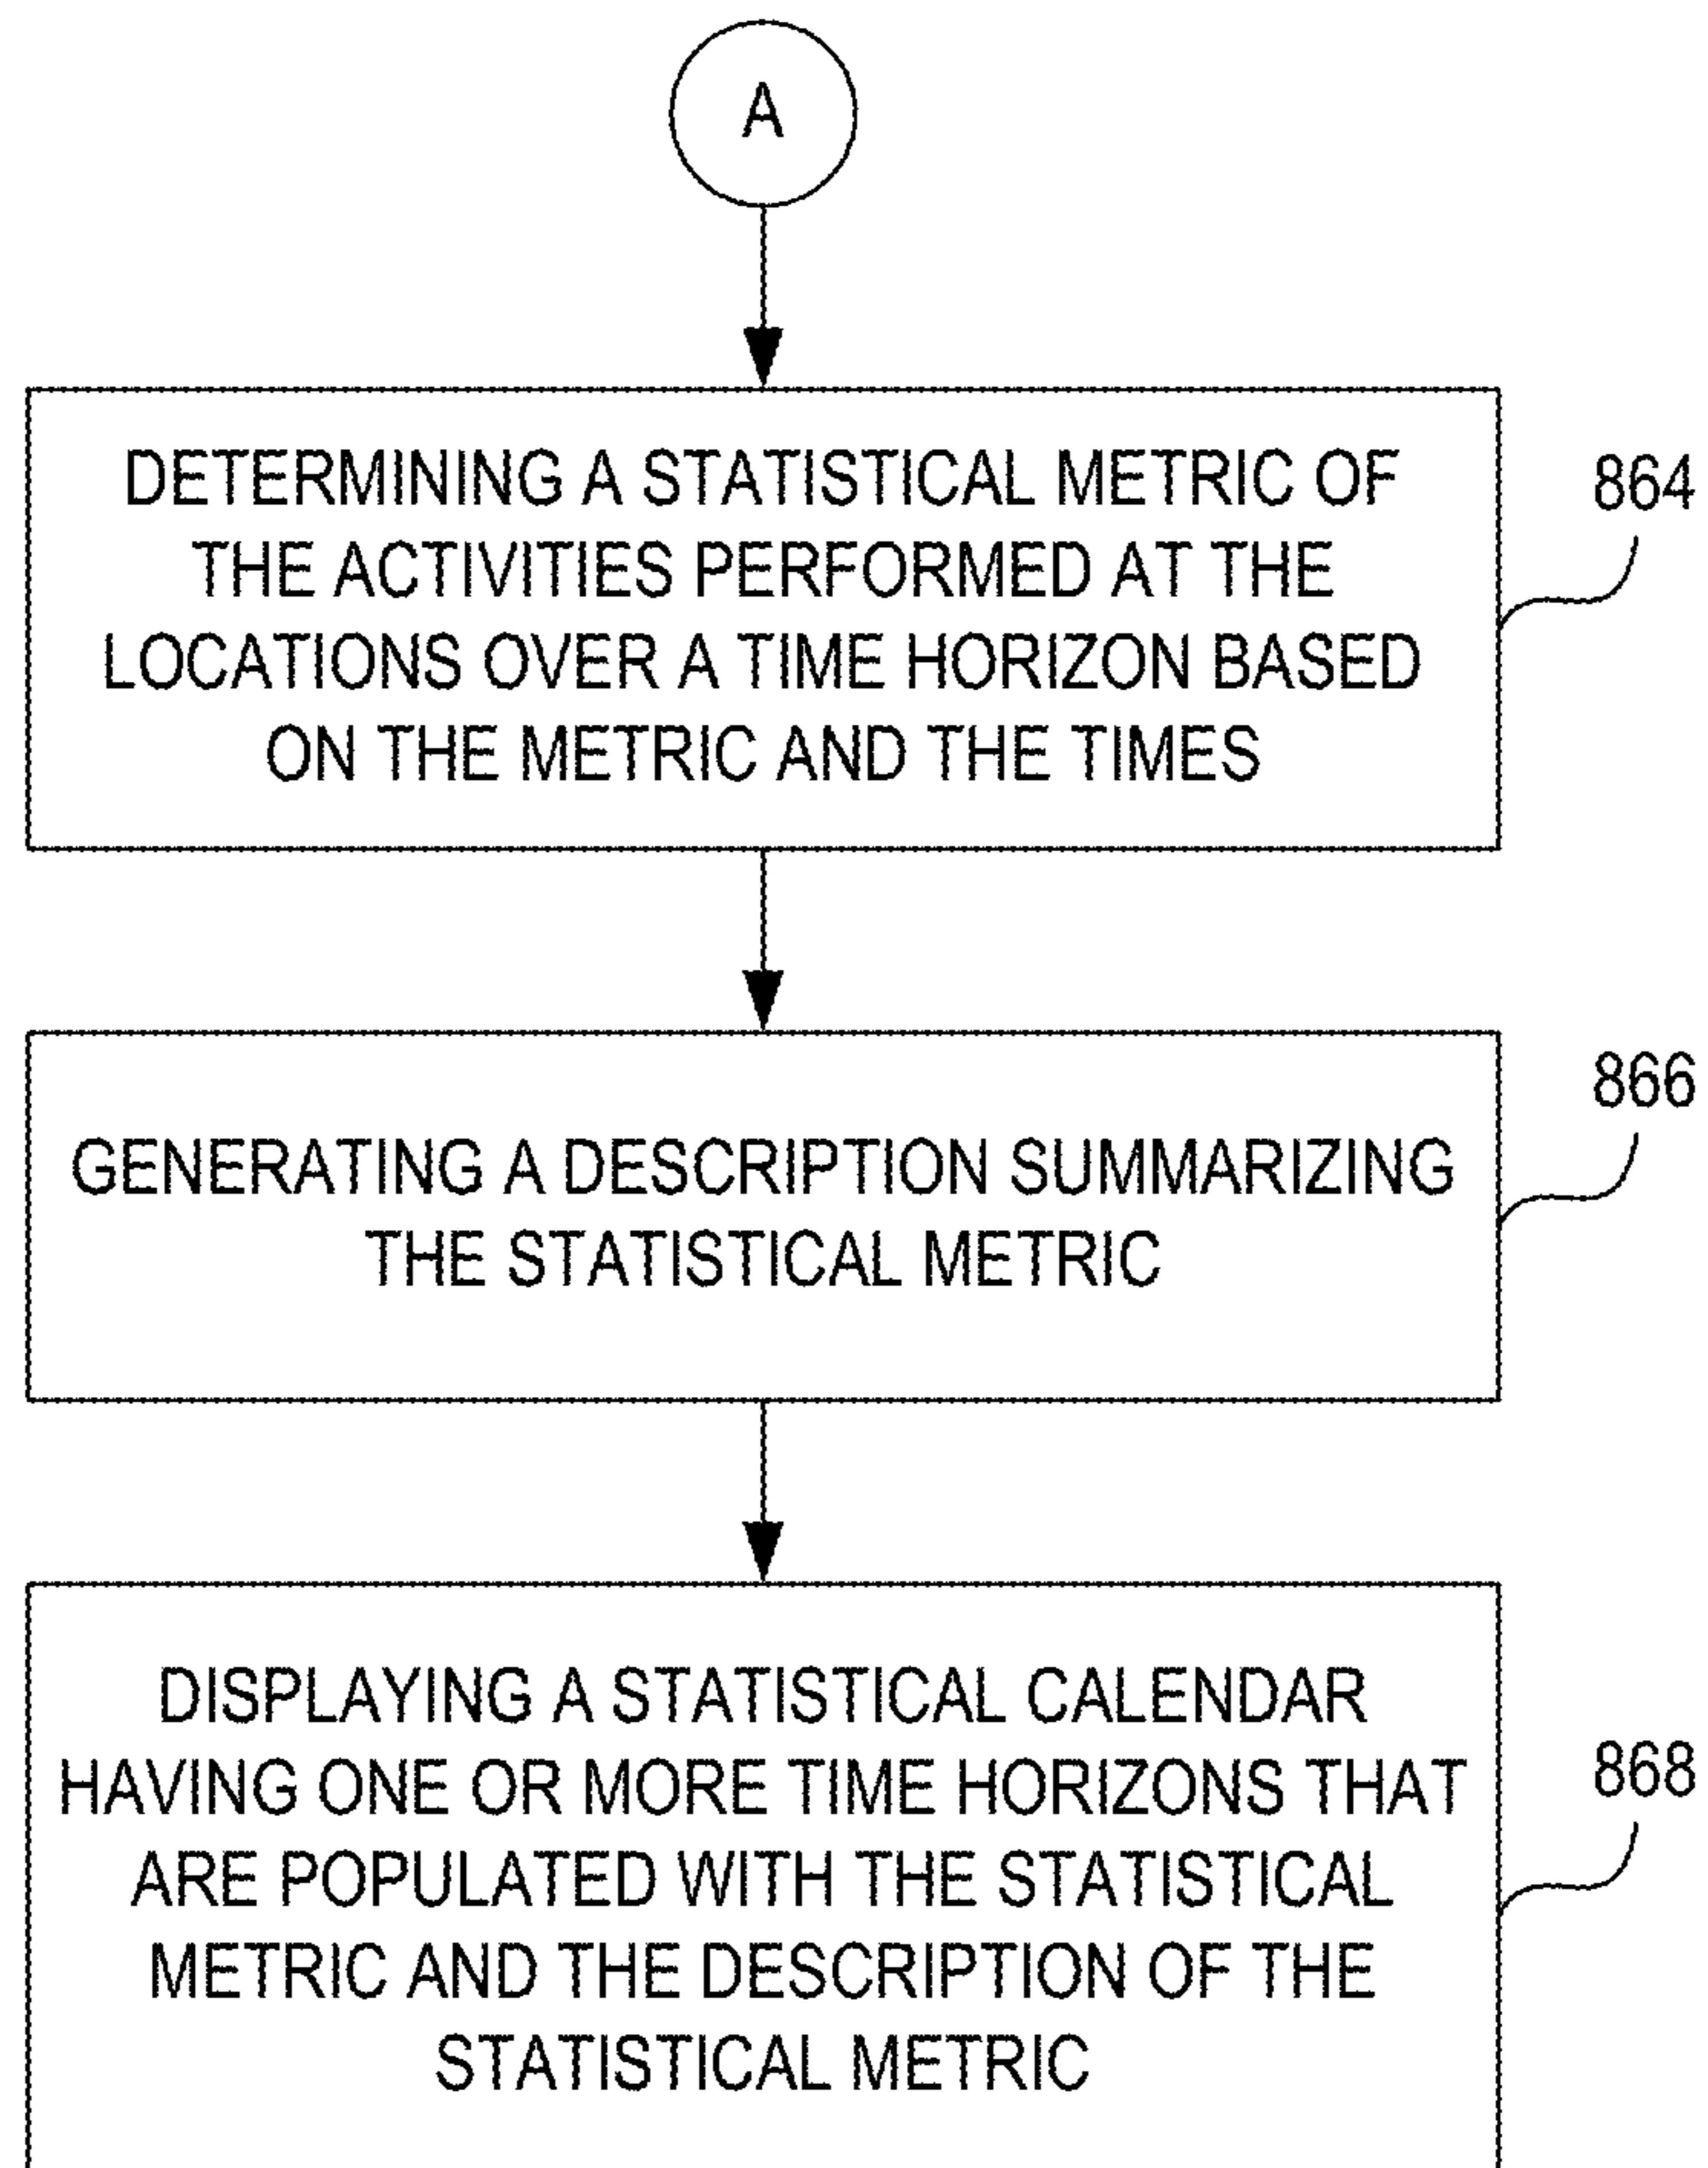 A
DETERMINING A STATISTICAL METRIC OF
THE ACTIVITIES PERFORMED AT THE
LOCATIONS OVER A TIME HORIZON BASED
ON THE METRIC AND THE TIMES
864
GENERATING A DESCRIPTION SUMMARIZING
THE STATISTICAL METRIC
866
DISPLAYING A STATISTICAL CALENDAR
HAVING ONE OR MORE TIME HORIZONS THAT
ARE POPULATED WITH THE STATISTICAL
METRIC AND THE DESCRIPTION OF THE
STATISTICAL METRIC
868